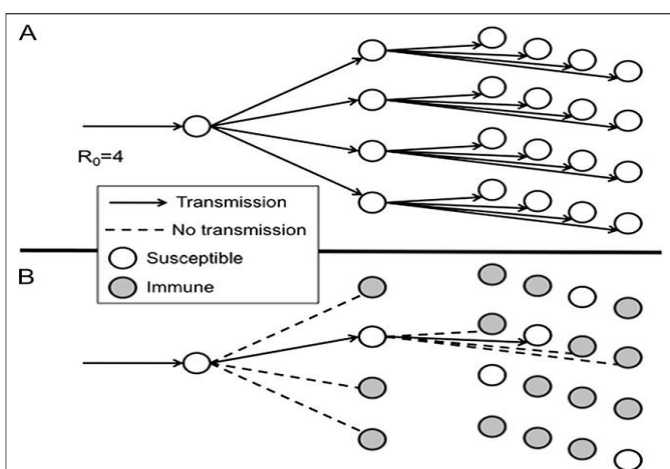 A
R₀=4
Transmission
No transmission
Susceptible
Immune
B